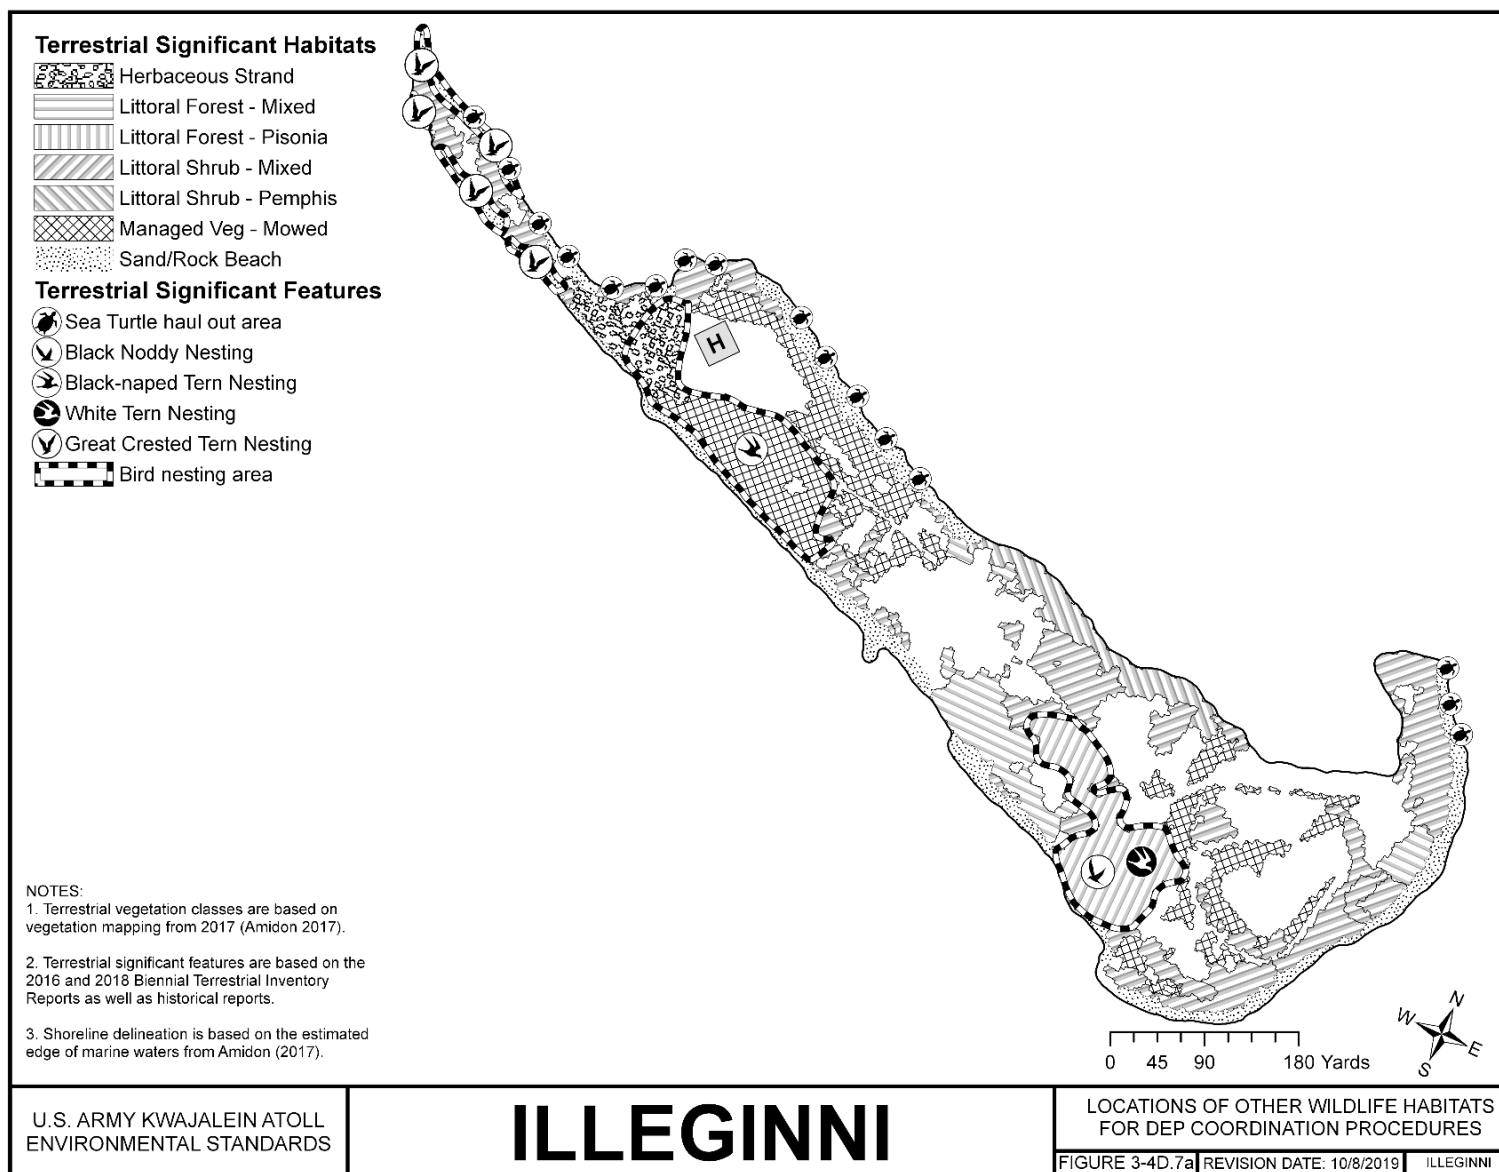 Terrestrial Significant Habitats
Herbaceous Strand
Littoral Forest - Mixed
Littoral Forest - Pisonia
Littoral Shrub - Mixed
Littoral Shrub - Pemphis
Managed Veg - Mowed
Sand/Rock Beach
Terrestrial Significant Features
Sea Turtle haul out area
Black Noddy Nesting
Black-naped Tern Nesting
White Tern Nesting
Great Crested Tern Nesting
Bird nesting area
H
NOTES:
1. Terrestrial vegetation classes are based on
vegetation mapping from 2017 (Amidon 2017).
2. Terrestrial significant features are based on the
2016 and 2018 Biennial Terrestrial Inventory
Reports as well as historical reports.
3. Shoreline delineation is based on the estimated
edge of marine waters from Amidon (2017).
0 45 90 180 Yards
N
W
E
S
U.S. ARMY KWAJALEIN ATOLL
ENVIRONMENTAL STANDARDS
ILLEGINNI
LOCATIONS OF OTHER WILDLIFE HABITATS
FOR DEP COORDINATION PROCEDURES
FIGURE 3-4D.7a REVISION DATE: 10/8/2019 ILLEGINNI